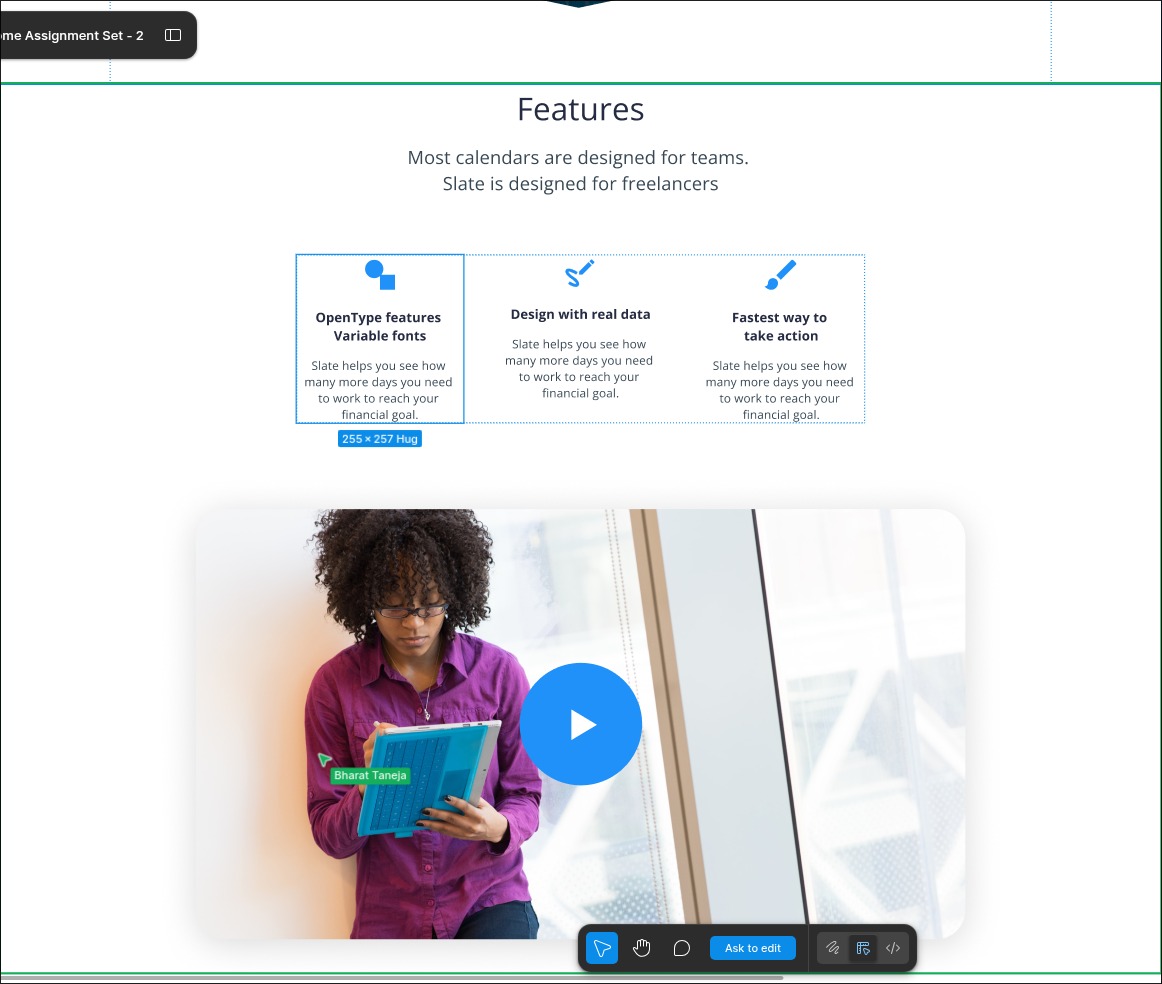 me Assignment Set - 2
Features
Most calendars are designed for teams.
Slate is designed for freelancers
OpenType features
Variable fonts
Slate helps you see how
many more days you need
to work to reach your
financial goal.
Design with real data
Slate helps you see how
many more days you need
to work to reach your
financial goal.
Fastest way to
take action
Slate helps you see how
many more days you need
to work to reach your
financial goal.
255 × 257 Hug
Bharat Taneja
Ask to edit